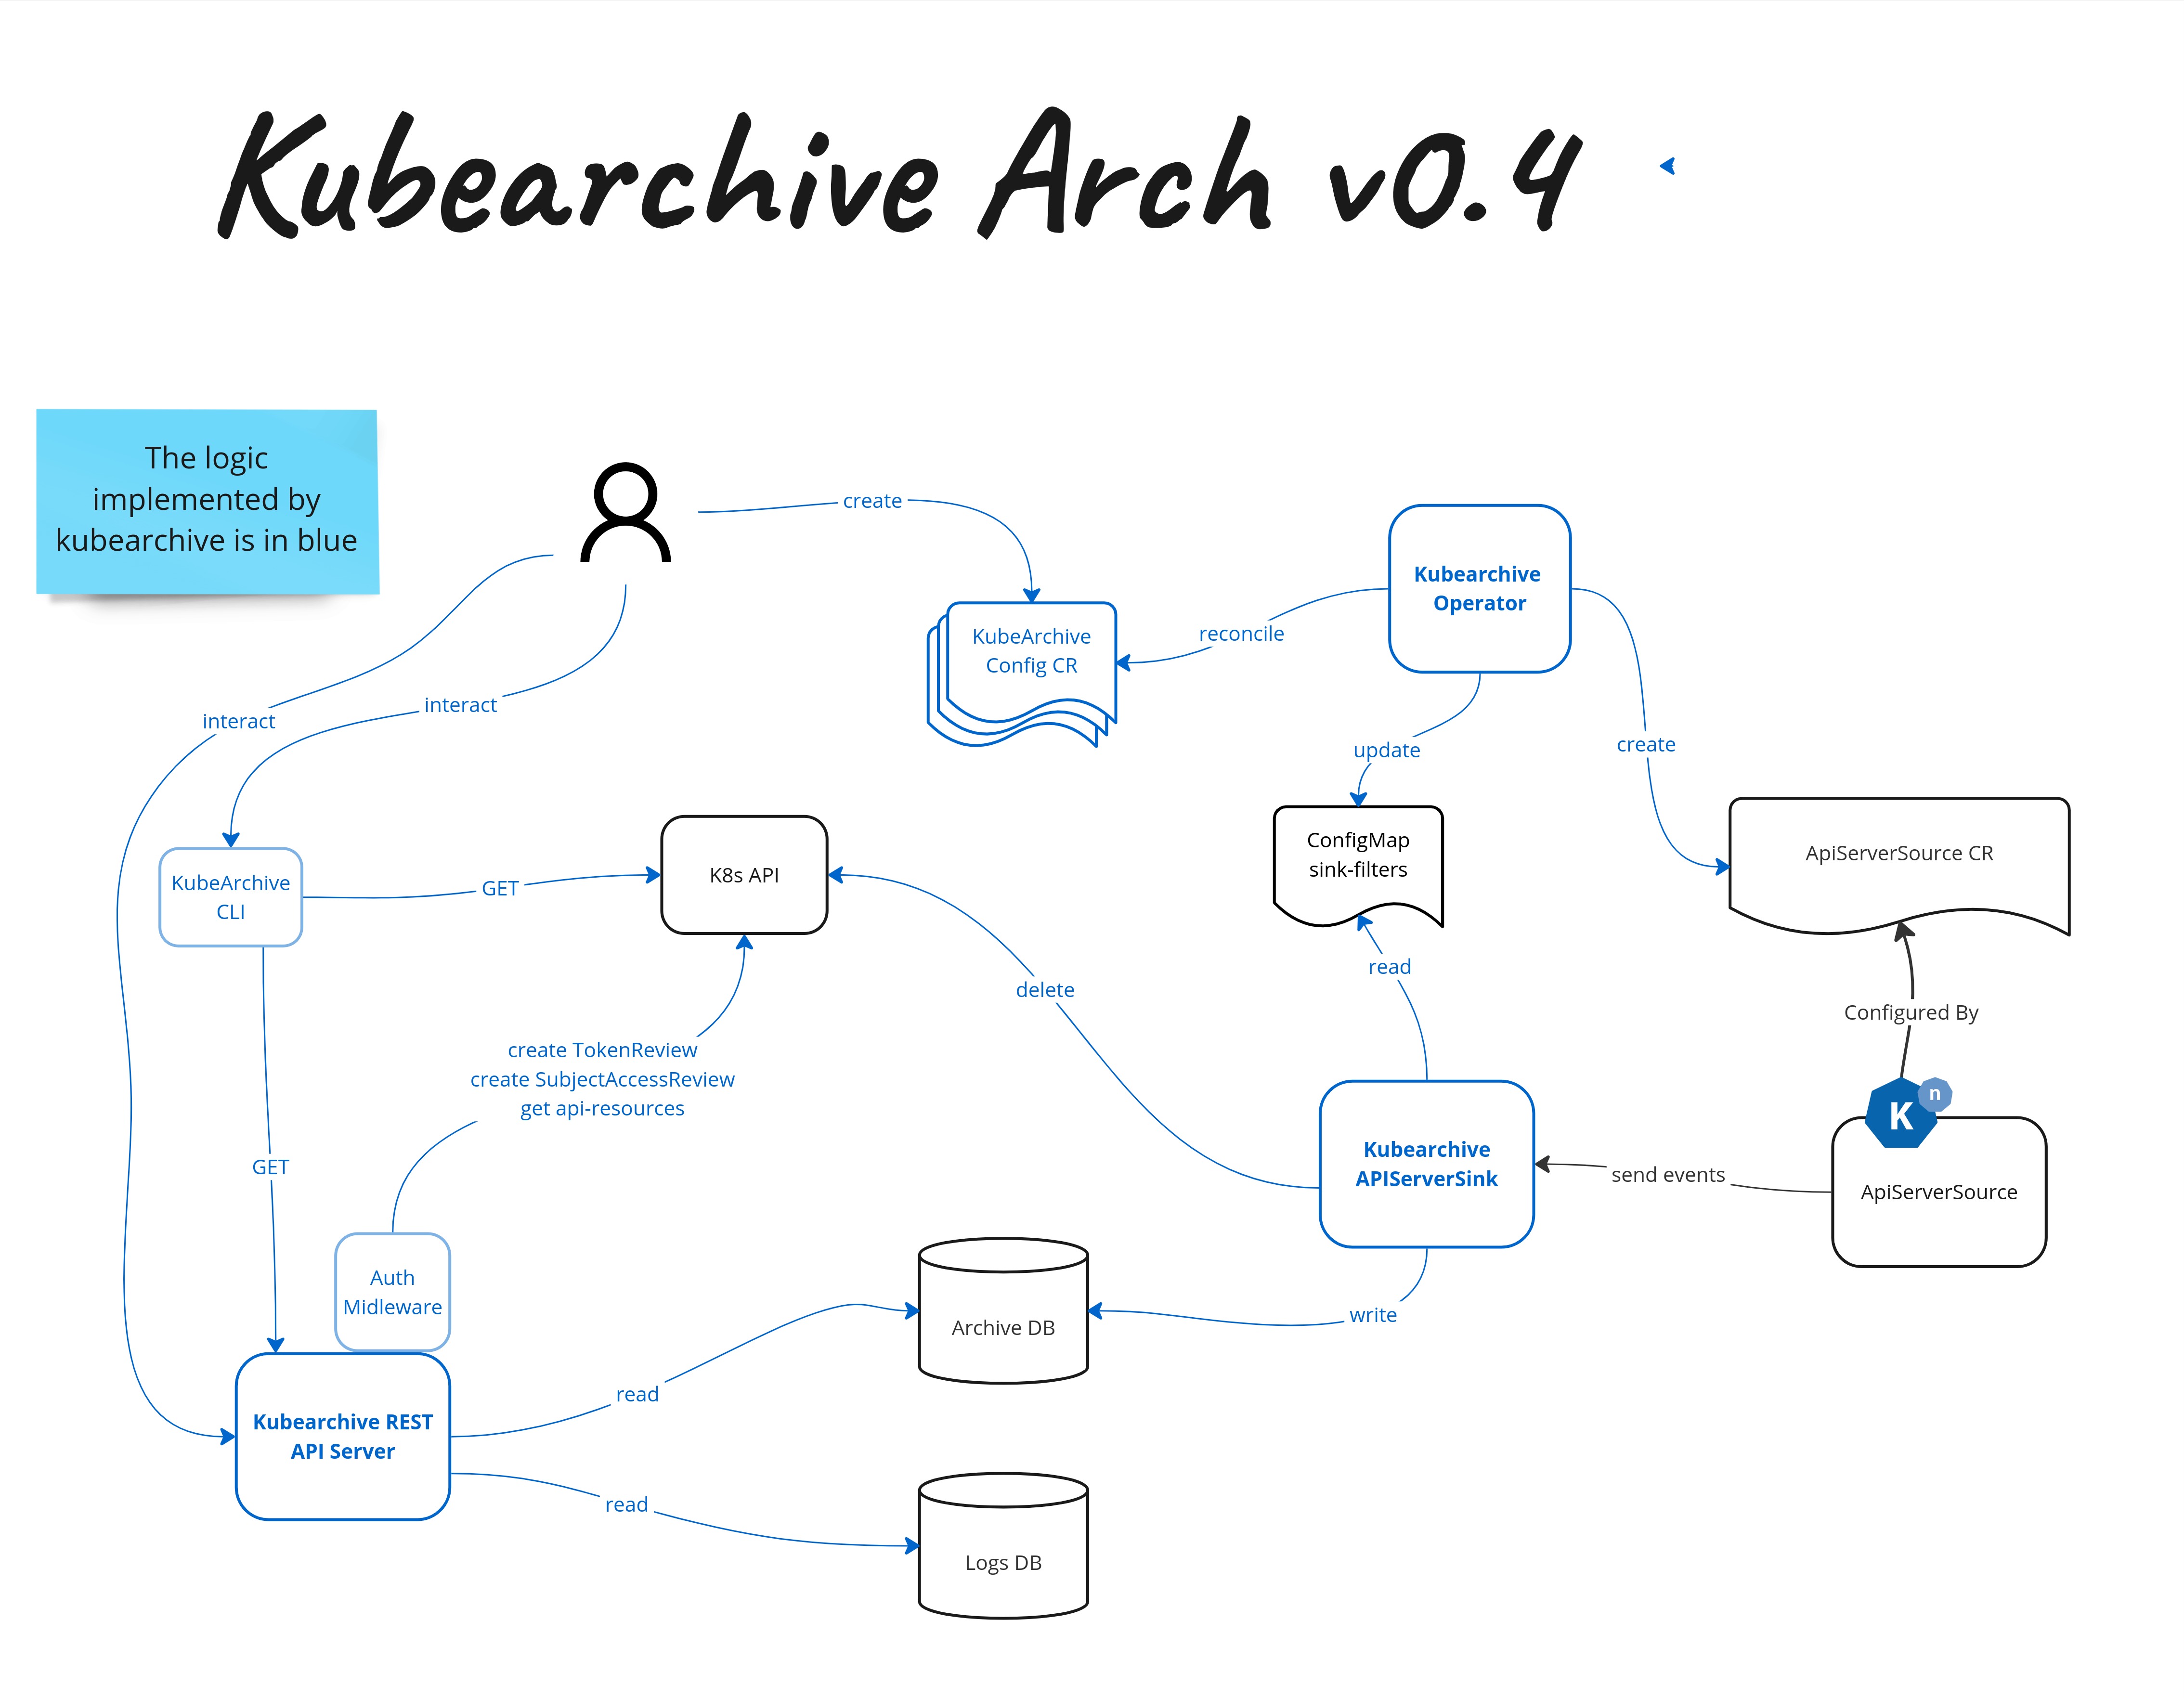 Kubearchive Arch v0.4
The logic
implemented by
kubearchive is in blue
create
Kubearchive
Operator
KubeArchive
Config CR
reconcile
interact
interact
update
create
KubeArchive
CLI
GET
K8s API
ConfigMap
sink-filters
ApiServerSource CR
delete
read
Configured By
create TokenReview
create SubjectAccessReview
get api-resources
GET
Kubearchive
APIServerSink
send events
K
n
ApiServerSource
Auth
Midleware
Archive DB
write
read
Kubearchive REST
API Server
read
Logs DB